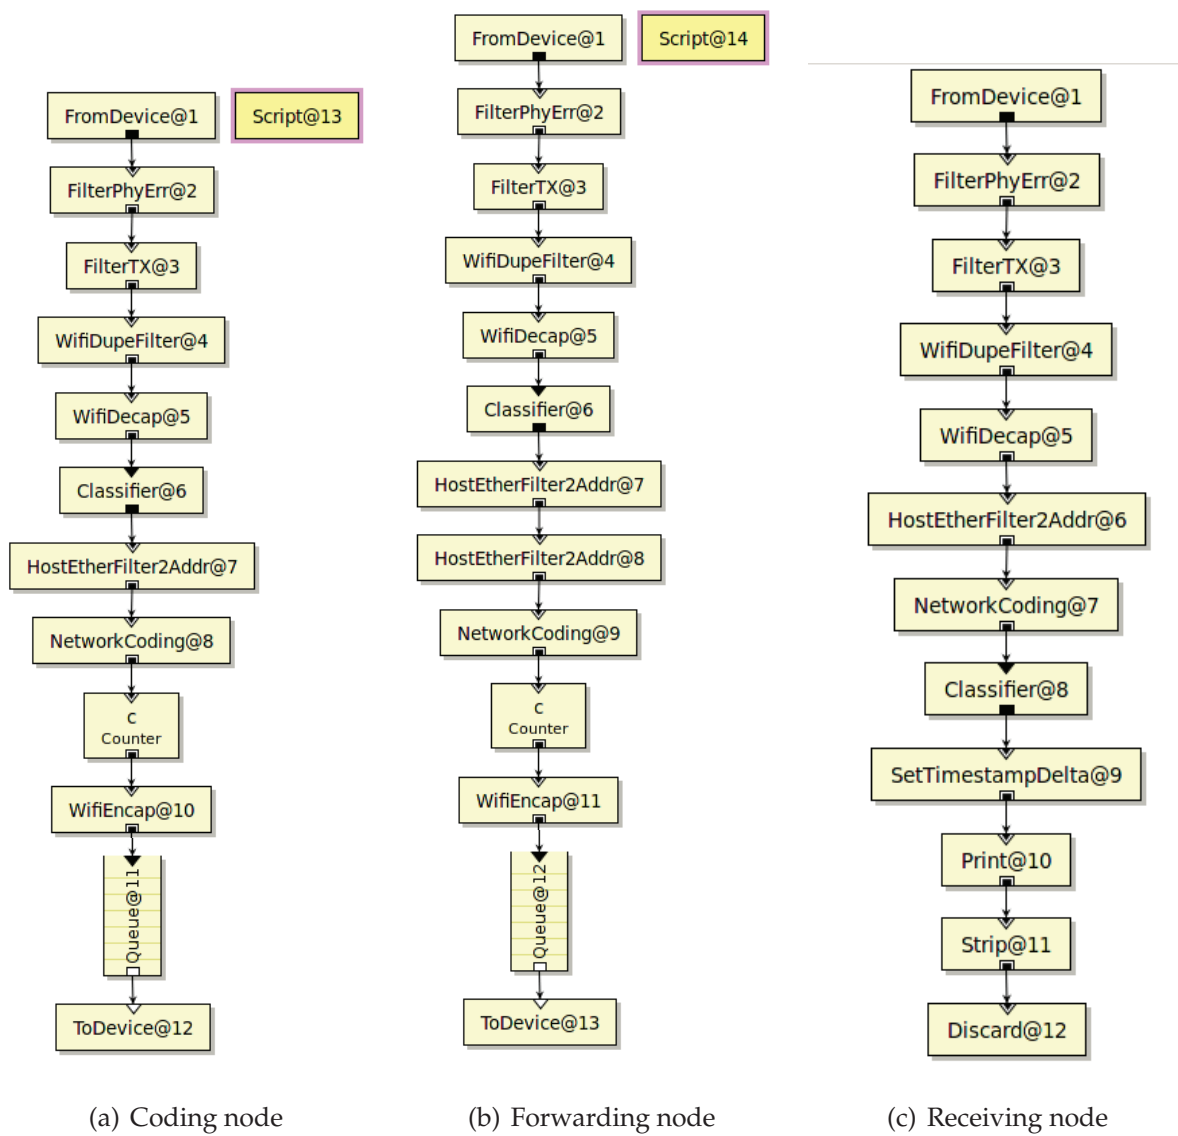 FromDevice@1
Script@13
FilterPhyErr@2
FilterTX@3
WifiDupeFilter@4
WifiDecap@5
Classifier@6
HostEtherFilter2Addr@7
NetworkCoding@8
c
Counter
WifiEncap@10
Queue@11
ToDevice@12
(a) Coding node
FromDevice@1
Script@14
FilterPhyErr@2
FilterTX@3
WifiDupeFilter@4
WifiDecap@5
Classifier@6
HostEtherFilter2Addr@7
HostEtherFilter2Addr@8
NetworkCoding@9
c
Counter
WifiEncap@11
Queue@12
ToDevice@13
(b) Forwarding node
FromDevice@1
FilterPhyErr@2
FilterTX@3
WifiDupeFilter@4
WifiDecap@5
HostEtherFilter2Addr@6
NetworkCoding@7
Classifier@8
SetTimestampDelta@9
Print@10
Strip@11
Discard@12
(c) Receiving node